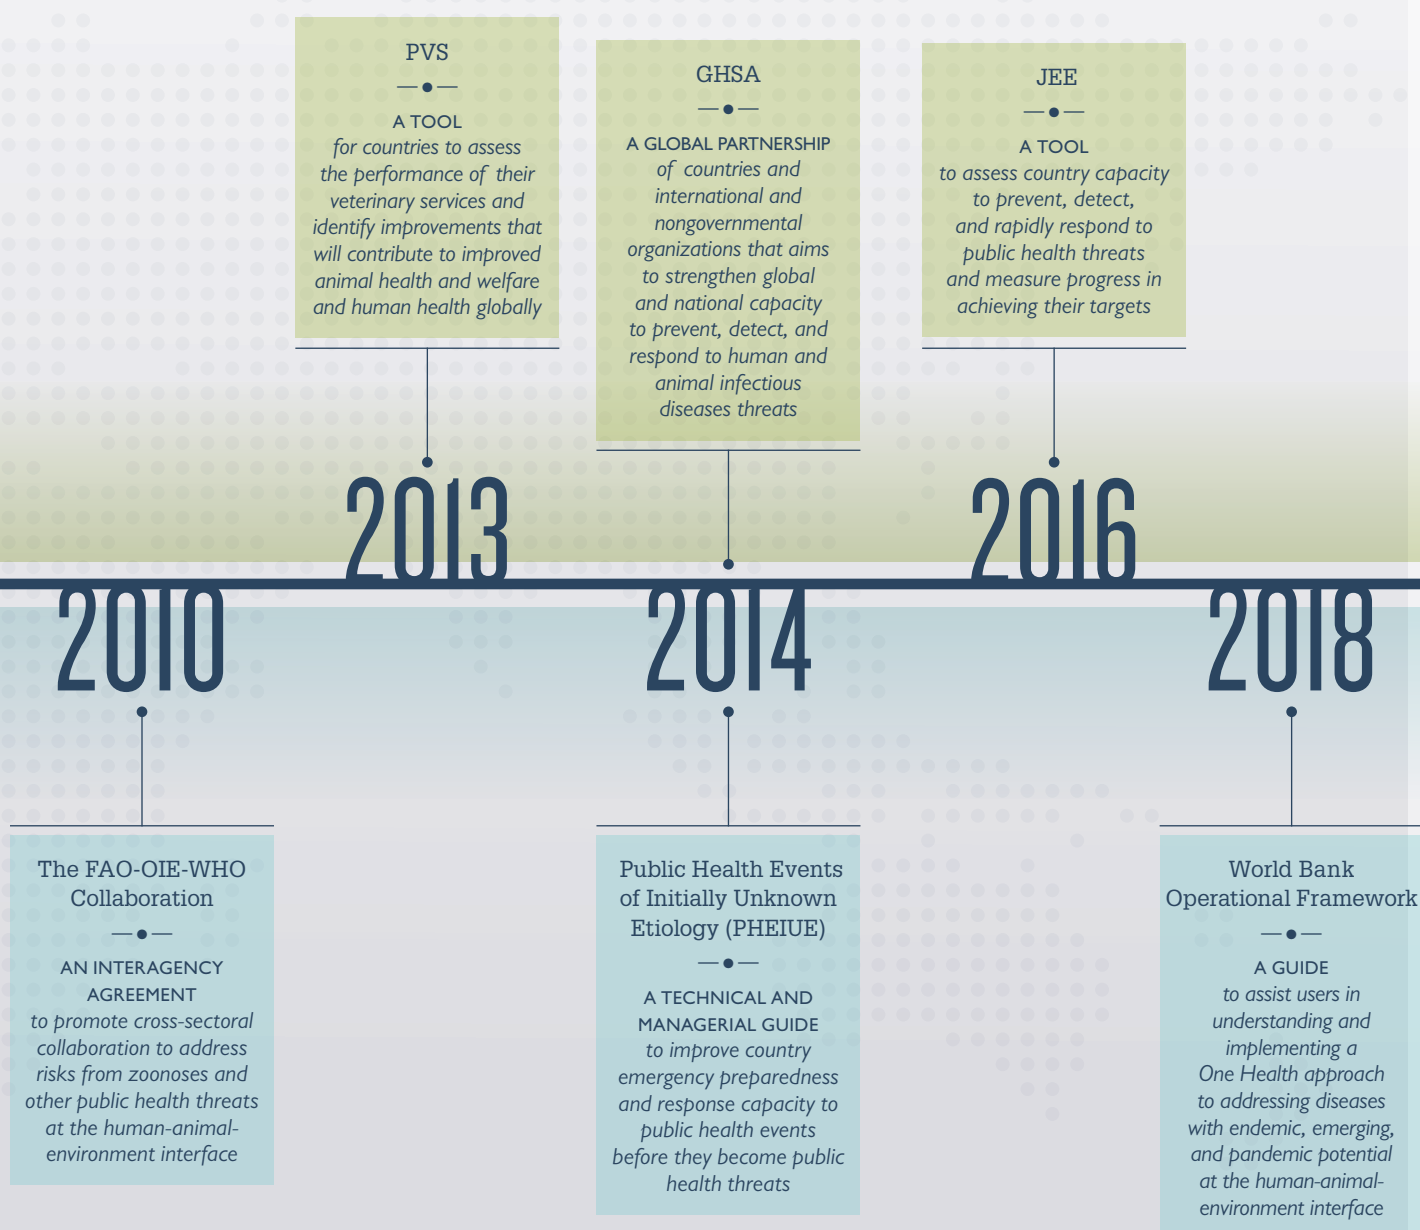 PVS
A TOOL
for countries to assess
the performance of their
veterinary services and
identify improvements that
will contribute to improved
animal health and welfare
and human health globally
GHSA
A GLOBAL PARTNERSHIP
of countries and
international and
nongovernmental
organizations that aims
to strengthen global
and national capacity
to prevent, detect, and
respond to human and
animal infectious
diseases threats
JEE
A TOOL
to assess country capacity
to prevent, detect,
and rapidly respond to
public health threats
and measure progress in
achieving their targets
2013
2016
2010
2014
2018
The FAO-OIE-WHO
Collaboration
AN INTERAGENCY
AGREEMENT
to promote cross-sectoral
collaboration to address
risks from zoonoses and
other public health threats
at the human-animal-
environment interface
Public Health Events
of Initially Unknown
Etiology (PHEIUE)
A TECHNICAL AND
MANAGERIAL GUIDE
to improve country
emergency preparedness
and response capacity to
public health events
before they become public
health threats
World Bank
Operational Framework
A GUIDE
to assist users in
understanding and
implementing a
One Health approach
to addressing diseases
with endemic, emerging,
and pandemic potential
at the human-animal-
environment interface